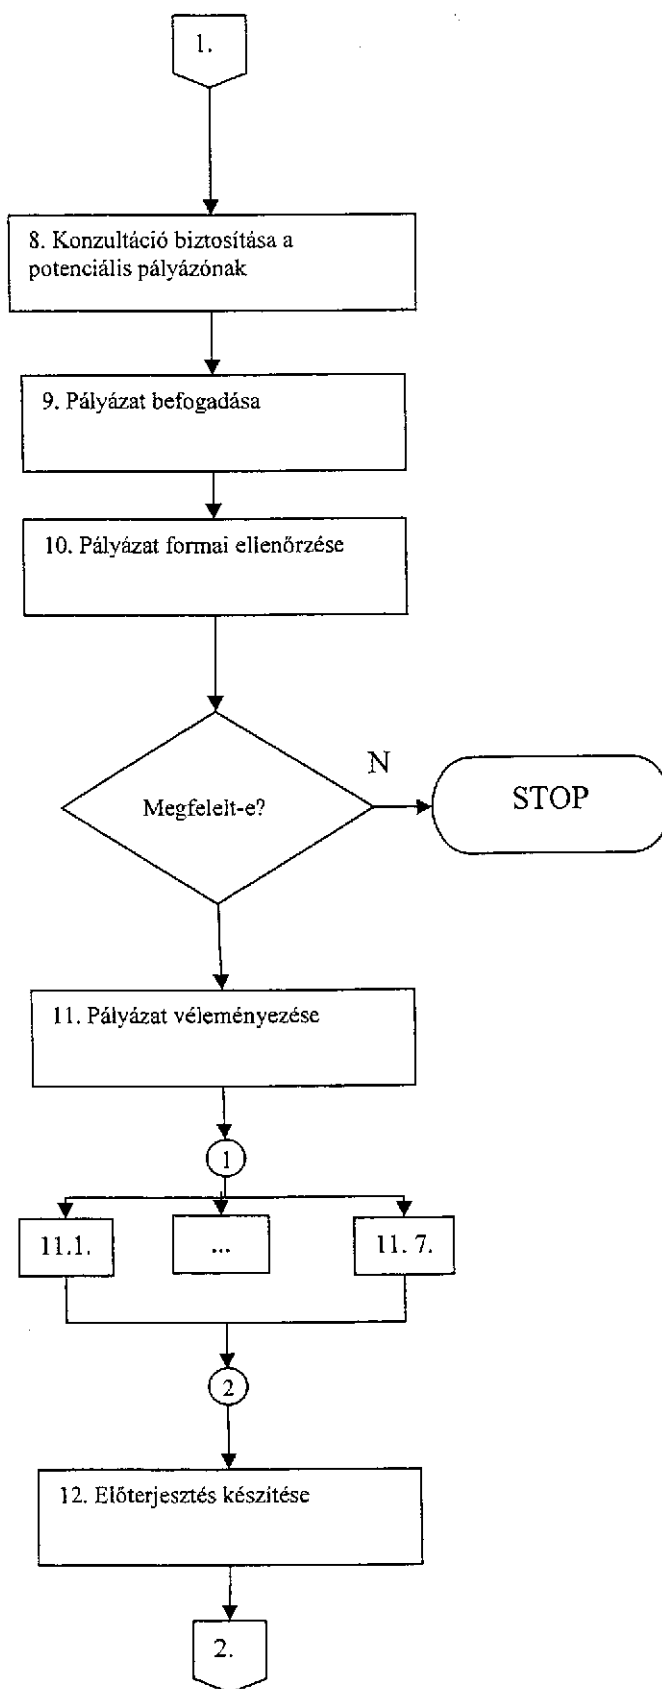 1.
8. Konzultáció biztosítása a
potenciális pályázónak
9. Pályázat befogadása
10. Pályázat formai ellenőrzése
Megfelelt-e?
N
STOP
11. Pályázat véleményezése
1
11.1.
...
11. 7.
2
12. Előterjesztés készítése
2.